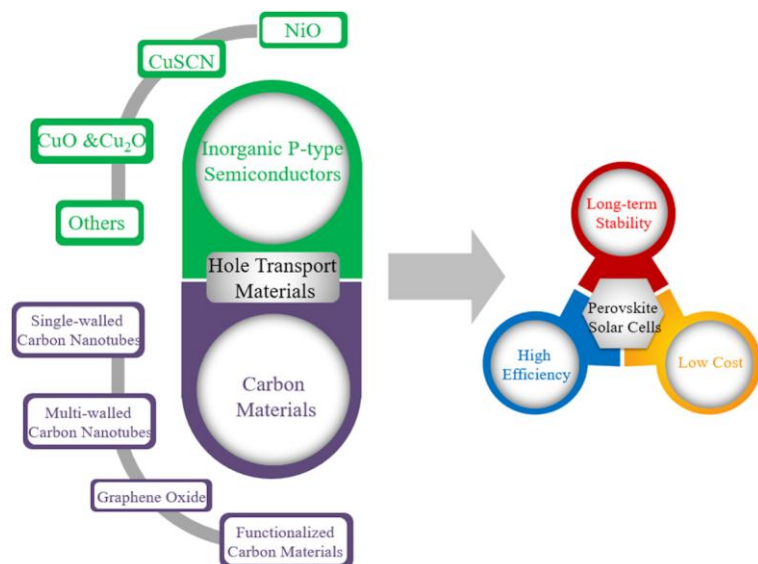 NiO
CuSCN
CuO &Cu₂O
Others
Inorganic P-type
Semiconductors
Hole Transport
Materials
Carbon
Materials
Single-walled
Carbon Nanotubes
Multi-walled
Carbon Nanotubes
Graphene Oxide
Functionalized
Carbon Materials
Long-term
Stability
Perovskite
Solar Cells
High
Efficiency
Low Cost